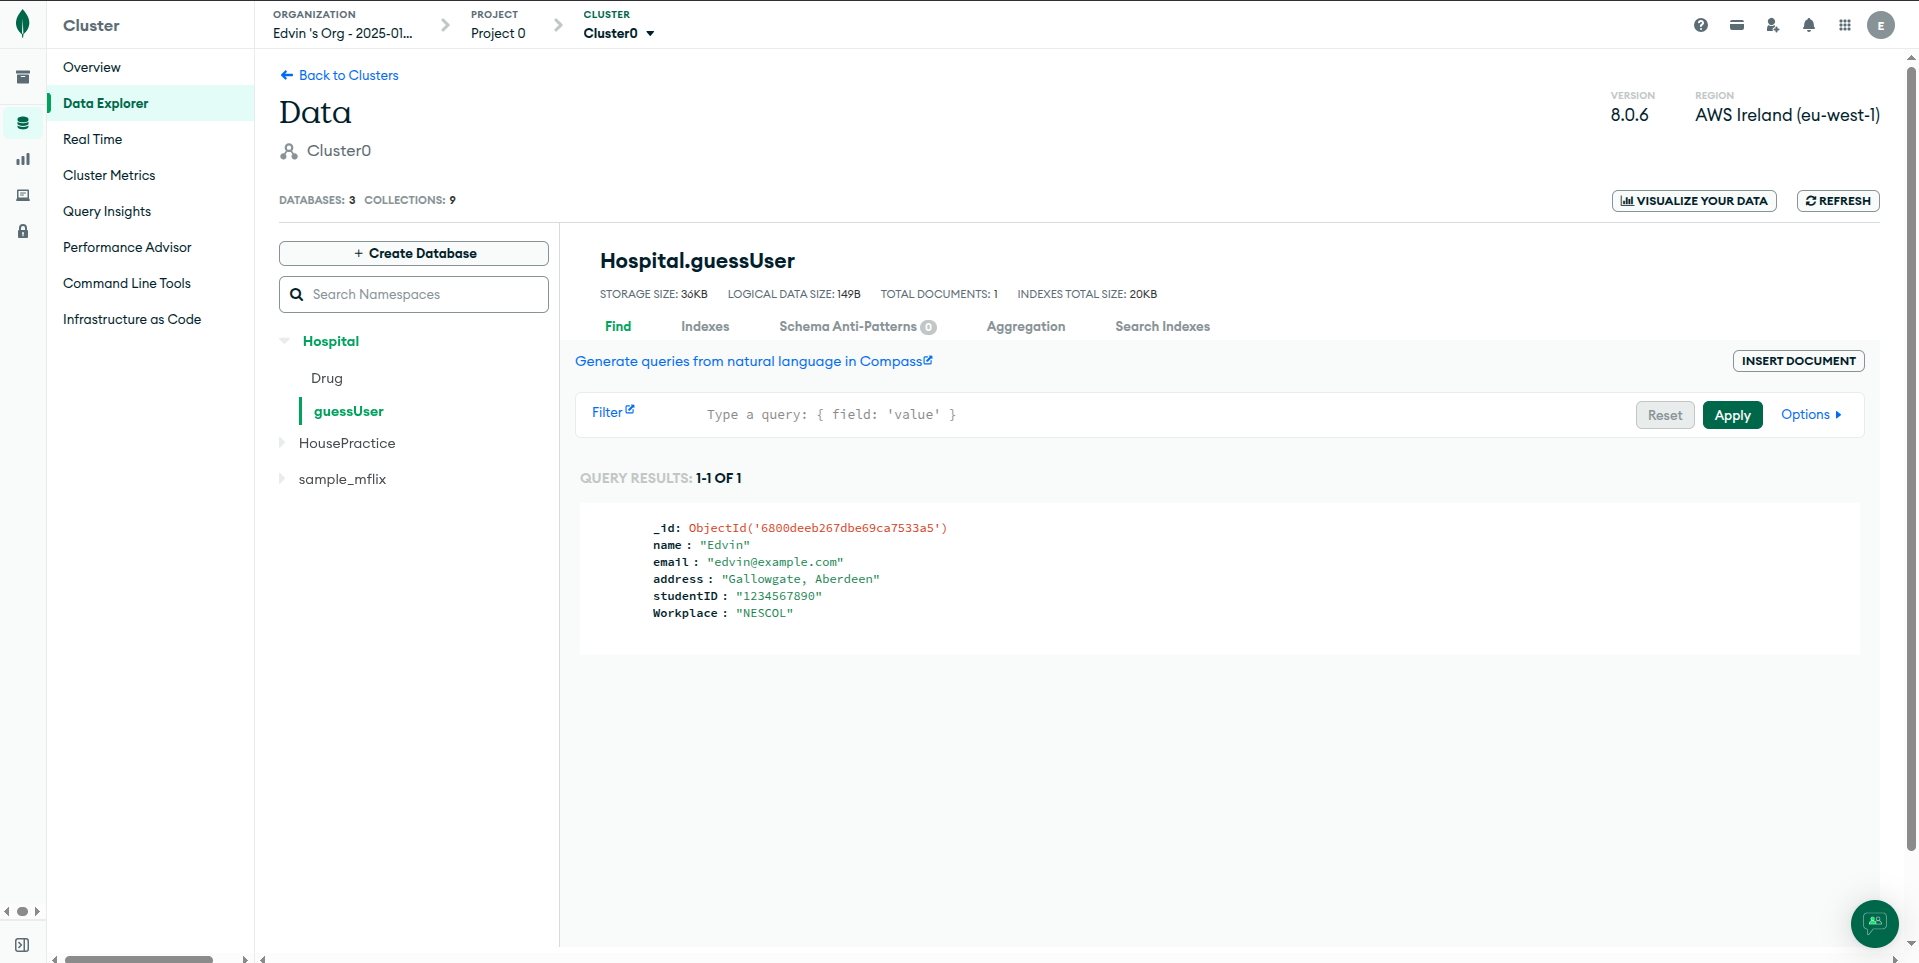 Cluster
ORGANIZATION
Edvin 's Org - 2025-01...
PROJECT
Project 0
CLUSTER
Cluster0
E
Overview
Data Explorer
Real Time
Cluster Metrics
Query Insights
Performance Advisor
Command Line Tools
Infrastructure as Code
Back to Clusters
Data
Cluster0
VERSION
8.0.6
REGION
AWS Ireland (eu-west-1)
DATABASES: 3 COLLECTIONS: 9
VISUALIZE YOUR DATA
REFRESH
+ Create Database
Search Namespaces
Hospital
Drug
guessUser
HousePractice
sample_mflix
Hospital.guessUser
STORAGE SIZE: 36KB LOGICAL DATA SIZE: 149B TOTAL DOCUMENTS: 1 INDEXES TOTAL SIZE: 20KB
Find Indexes Schema Anti-Patterns 0 Aggregation Search Indexes
Generate queries from natural language in Compass
INSERT DOCUMENT
Filter
Type a query: { field: 'value' }
Reset
Apply
Options
QUERY RESULTS: 1-1 OF 1
_id: ObjectId('6800deeb267dbe69ca7533a5')
name : "Edvin"
email : "edvin@example.com"
address : "Gallowgate, Aberdeen"
studentID : "1234567890"
Workplace : "NESCOL"